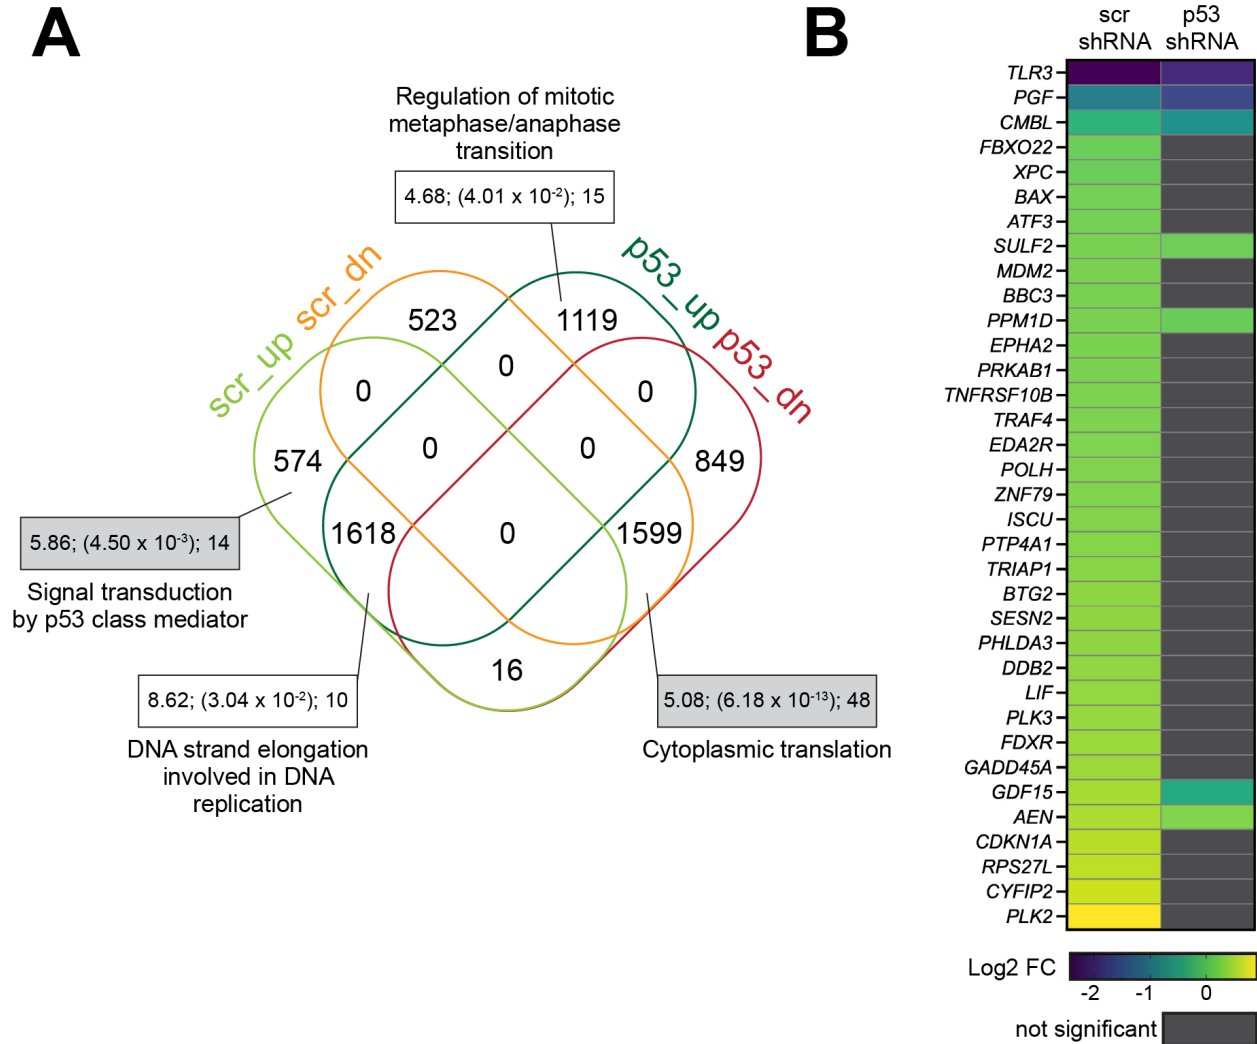 A
Regulation of mitotic
metaphase/anaphase
transition
4.68; (4.01 x 10⁻²); 15
scr_up
scr_dn
p53_up
p53_dn
523
1119
0
0
0
574
0
0
849
1618
0
1599
16
5.86; (4.50 x 10⁻³); 14
Signal transduction
by p53 class mediator
8.62; (3.04 x 10⁻²); 10
DNA strand elongation
involved in DNA
replication
5.08; (6.18 x 10⁻¹³); 48
Cytoplasmic translation
B
scr
shRNA
p53
shRNA
TLR3
PGF
CMBL
FBXO22
XPC
BAX
ATF3
SULF2
MDM2
BBC3
PPM1D
EPHA2
PRKAB1
TNFRSF10B
TRAF4
EDA2R
POLH
ZNF79
ISCU
PTP4A1
TRIAP1
BTG2
SESN2
PHLDA3
DDB2
LIF
PLK3
FDXR
GADD45A
GDF15
AEN
CDKN1A
RPS27L
CYFIP2
PLK2
Log2 FC
-2 -1 0
not significant